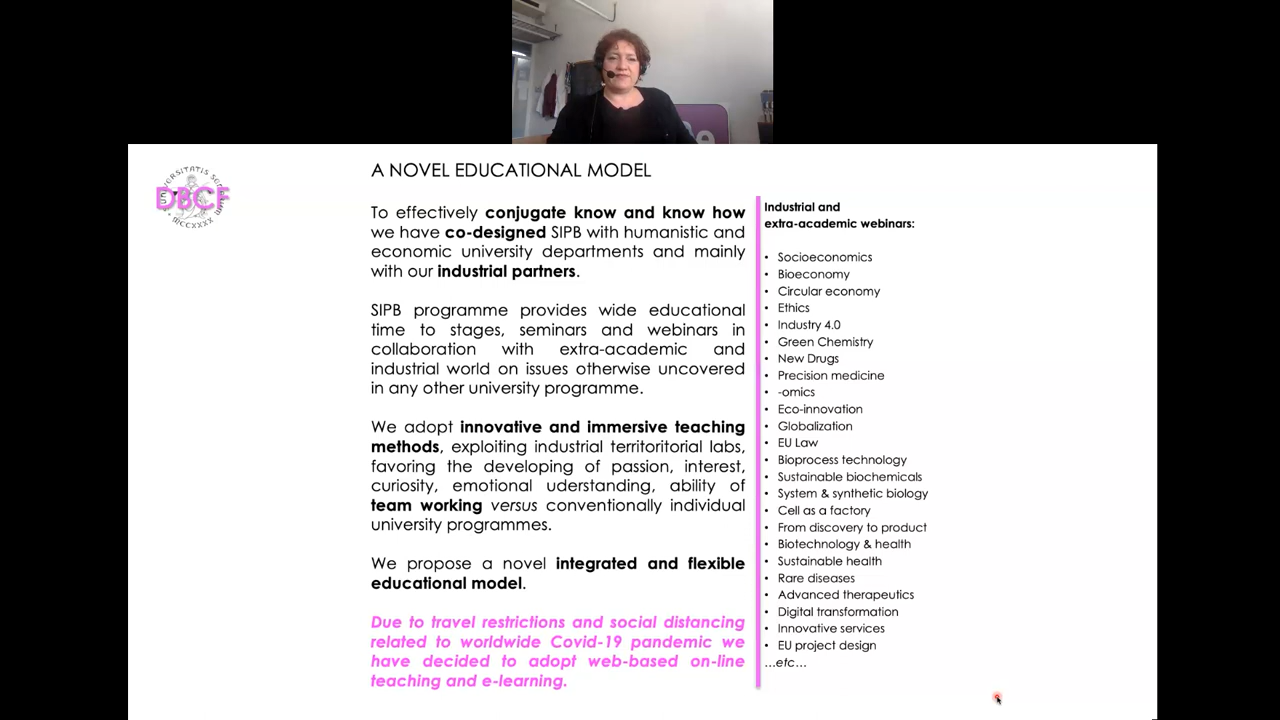 DBCF
A NOVEL EDUCATIONAL MODEL
To effectively conjugate know and know how
we have co-designed SIPB with humanistic and
economic university departments and mainly
with our industrial partners.
SIPB programme provides wide educational
time to stages, seminars and webinars in
collaboration with extra-academic and
industrial world on issues otherwise uncovered
in any other university programme.
We adopt innovative and immersive teaching
methods, exploiting industrial territoritorial labs,
favoring the developing of passion, interest,
curiosity, emotional uderstanding, ability of
team working versus conventionally individual
university programmes.
We propose a novel integrated and flexible
educational model.
Due to travel restrictions and social distancing
related to worldwide Covid-19 pandemic we
have decided to adopt web-based on-line
teaching and e-learning.
Industrial and
extra-academic webinars:
• Socioeconomics
• Bioeconomy
• Circular economy
• Ethics
• Industry 4.0
• Green Chemistry
• New Drugs
• Precision medicine
• -omics
• Eco-innovation
• Globalization
• EU Law
• Bioprocess technology
• Sustainable biochemicals
• System & synthetic biology
• Cell as a factory
• From discovery to product
• Biotechnology & health
• Sustainable health
• Rare diseases
• Advanced therapeutics
• Digital transformation
• Innovative services
• EU project design
...etc...